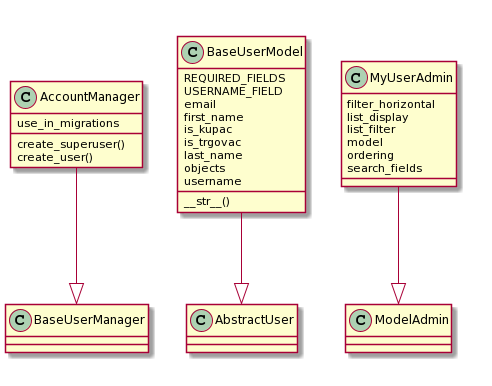 C AccountManager
use_in_migrations
create_superuser()
create_user()
C BaseUserModel
REQUIRED_FIELDS
USERNAME_FIELD
email
first_name
is_kupac
is_trgovac
last_name
objects
username
__str__()
C MyUserAdmin
filter_horizontal
list_display
list_filter
model
ordering
search_fields
C BaseUserManager
C AbstractUser
C ModelAdmin